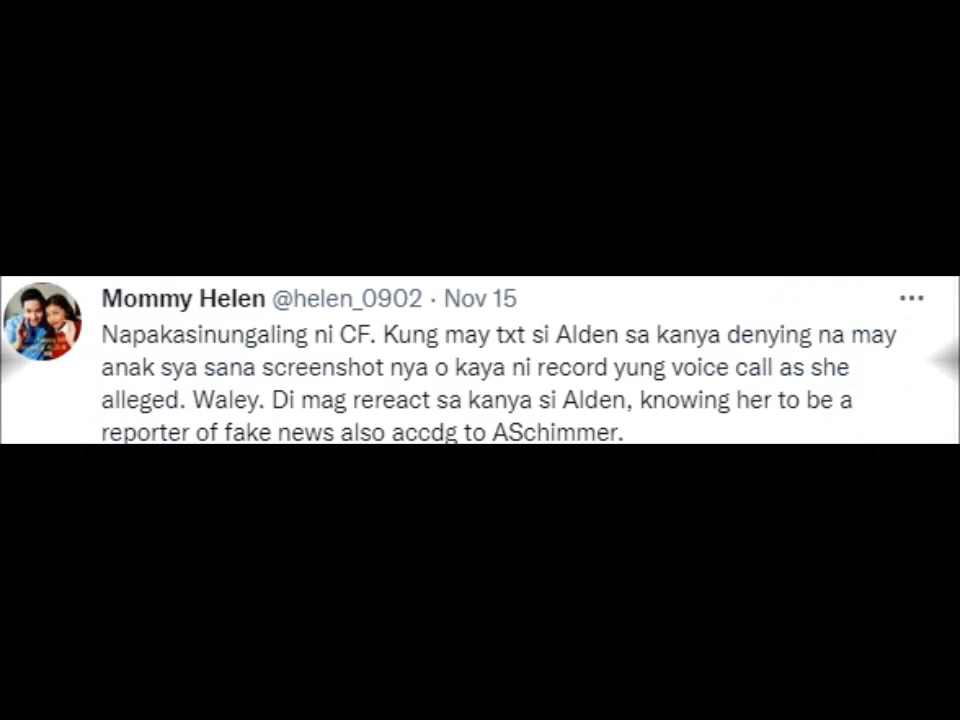 Mommy Helen @helen_0902 · Nov 15
Napakasinungaling ni CF. Kung may txt si Alden sa kanya denying na may
anak sya sana screenshot nya o kaya ni record yung voice call as she
alleged. Waley. Di mag rereact sa kanya si Alden, knowing her to be a
reporter of fake news also accdg to ASchimmer.